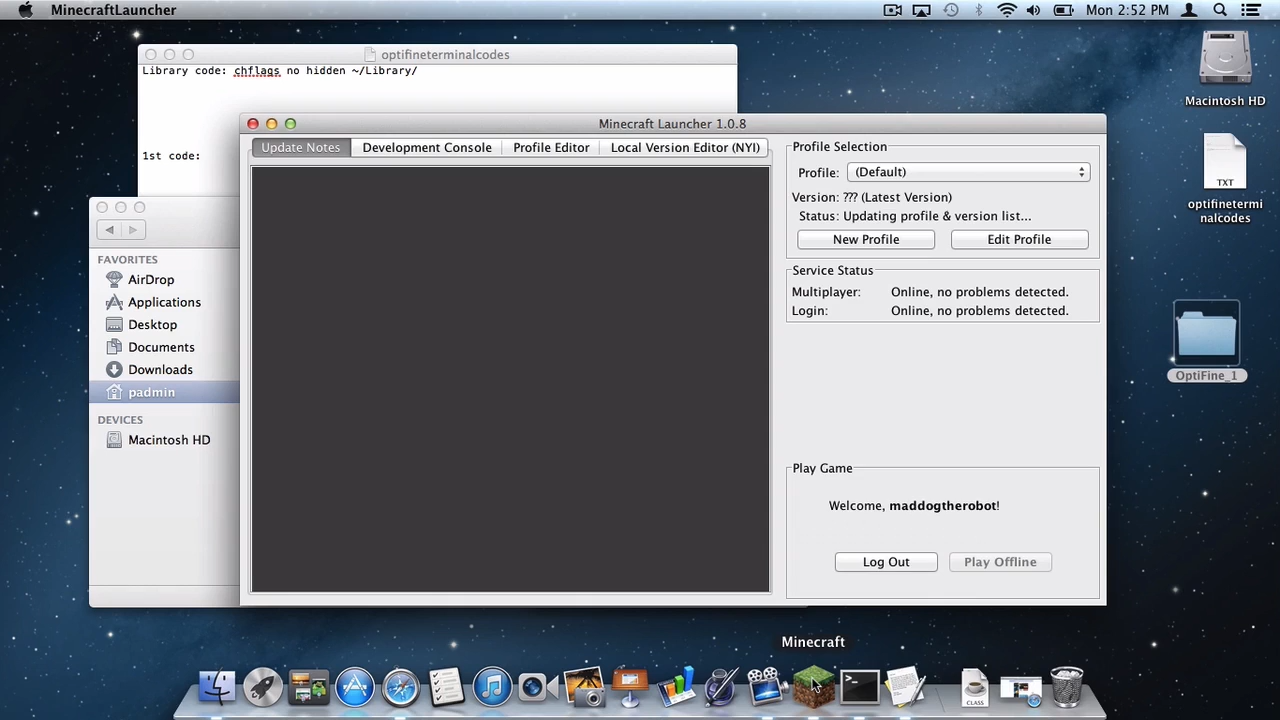 MinecraftLauncher
Mon 2:52 PM
optifineterminalcodes
Library code: chflags no hidden ~/Library/
1st code:
Minecraft Launcher 1.0.8
Update Notes
Development Console
Profile Editor
Local Version Editor (NYI)
Profile Selection
Profile:
(Default)
Version: ??? (Latest Version)
Status: Updating profile & version list...
New Profile
Edit Profile
Service Status
Multiplayer:
Online, no problems detected.
Login:
Online, no problems detected.
Play Game
Welcome, maddogtherobot!
Log Out
Play Offline
FAVORITES
AirDrop
Applications
Desktop
Documents
Downloads
padmin
DEVICES
Macintosh HD
Macintosh HD
TXT
optifinetermi
nalcodes
OptiFine_1
Minecraft
>_
CLASS